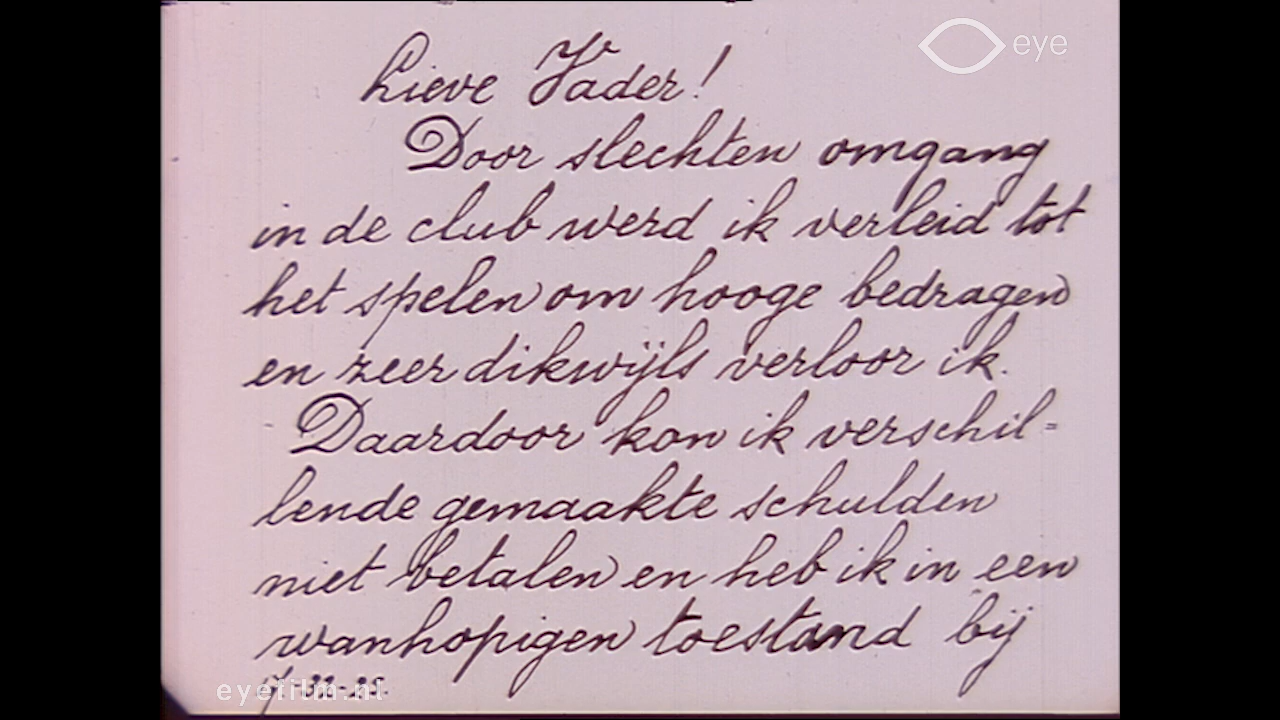 eye
Lieve Vader!
Door slechten omgang
in de club werd ik verleid tot
het spelen om hooge bedragen
en zeer dikwijls verloor ik.
Daardoor kon ik verschil=
lende gemaakte schulden
niet betalen en heb ik in een
wanhopigen toestand bij
eyefilm.nl